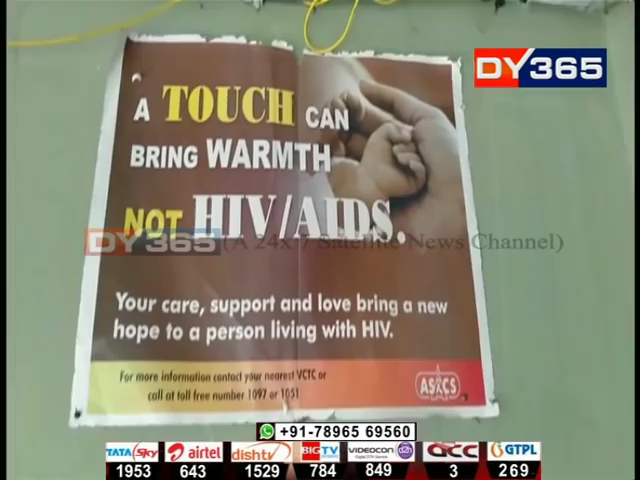 DY365
A TOUCH CAN
BRING WARMTH
NOT HIV/AIDS.
DY365 (A 24x7 Satellite News Channel)
Your care, support and love bring a new
hope to a person living with HIV.
For more information contact your nearest VCTC or
call at toll free number 1097 or 1051
ASACS
+91-78965 69560
TATA Sky airtel dishtv BIGTV VIDEOCON d2h GCC GTPL
1953 643 1529 784 849 3 269